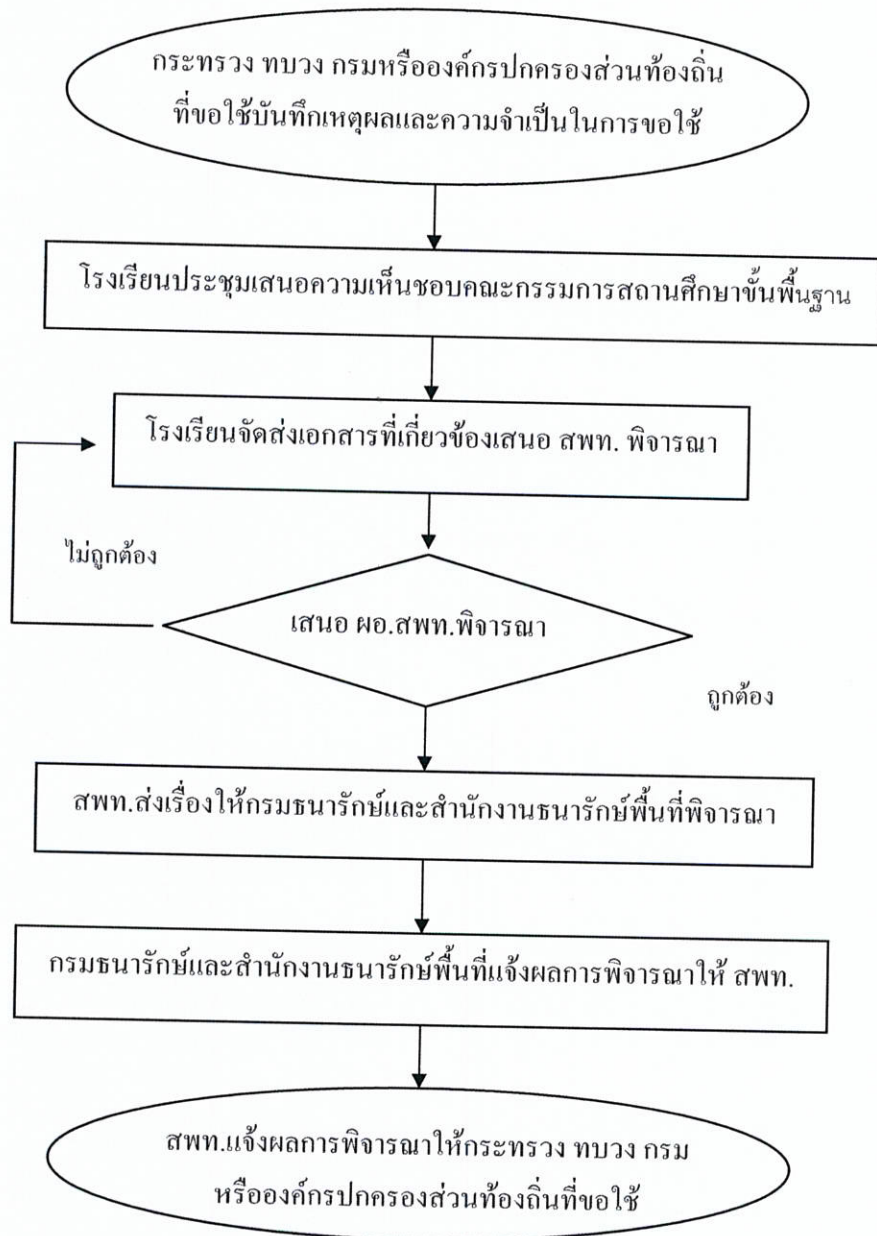 กระทรวง ทบวง กรมหรือองค์กรปกครองส่วนท้องถิ่น
ที่ขอใช้บันทึกเหตุผลและความจำเป็นในการขอใช้
โรงเรียนประชุมเสนอความเห็นชอบคณะกรรมการสถานศึกษาขั้นพื้นฐาน
โรงเรียนจัดส่งเอกสารที่เกี่ยวข้องเสนอ สพท. พิจารณา
ไม่ถูกต้อง
เสนอ ผอ.สพท.พิจารณา
ถูกต้อง
สพท.ส่งเรื่องให้กรมธนารักษ์และสำนักงานธนารักษ์พื้นที่พิจารณา
กรมธนารักษ์และสำนักงานธนารักษ์พื้นที่แจ้งผลการพิจารณาให้ สพท.
สพท.แจ้งผลการพิจารณาให้กระทรวง ทบวง กรม
หรือองค์กรปกครองส่วนท้องถิ่นที่ขอใช้